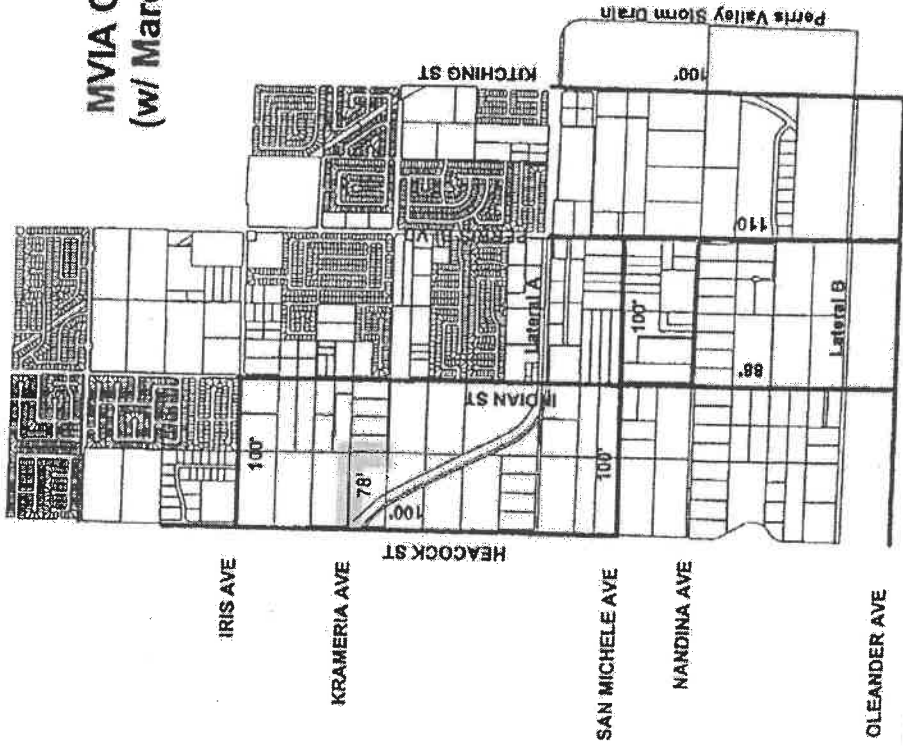 MVIA C
(w/ Marc
Perris Valley Storm Drain
KITCHING ST
100'
110'
Lateral A
100'
Lateral B
88'
INDIAN ST
100'
78'
100'
100'
HEACOCK ST
IRIS AVE
KRAMERIA AVE
SAN MICHELE AVE
NANDINA AVE
OLEANDER AVE